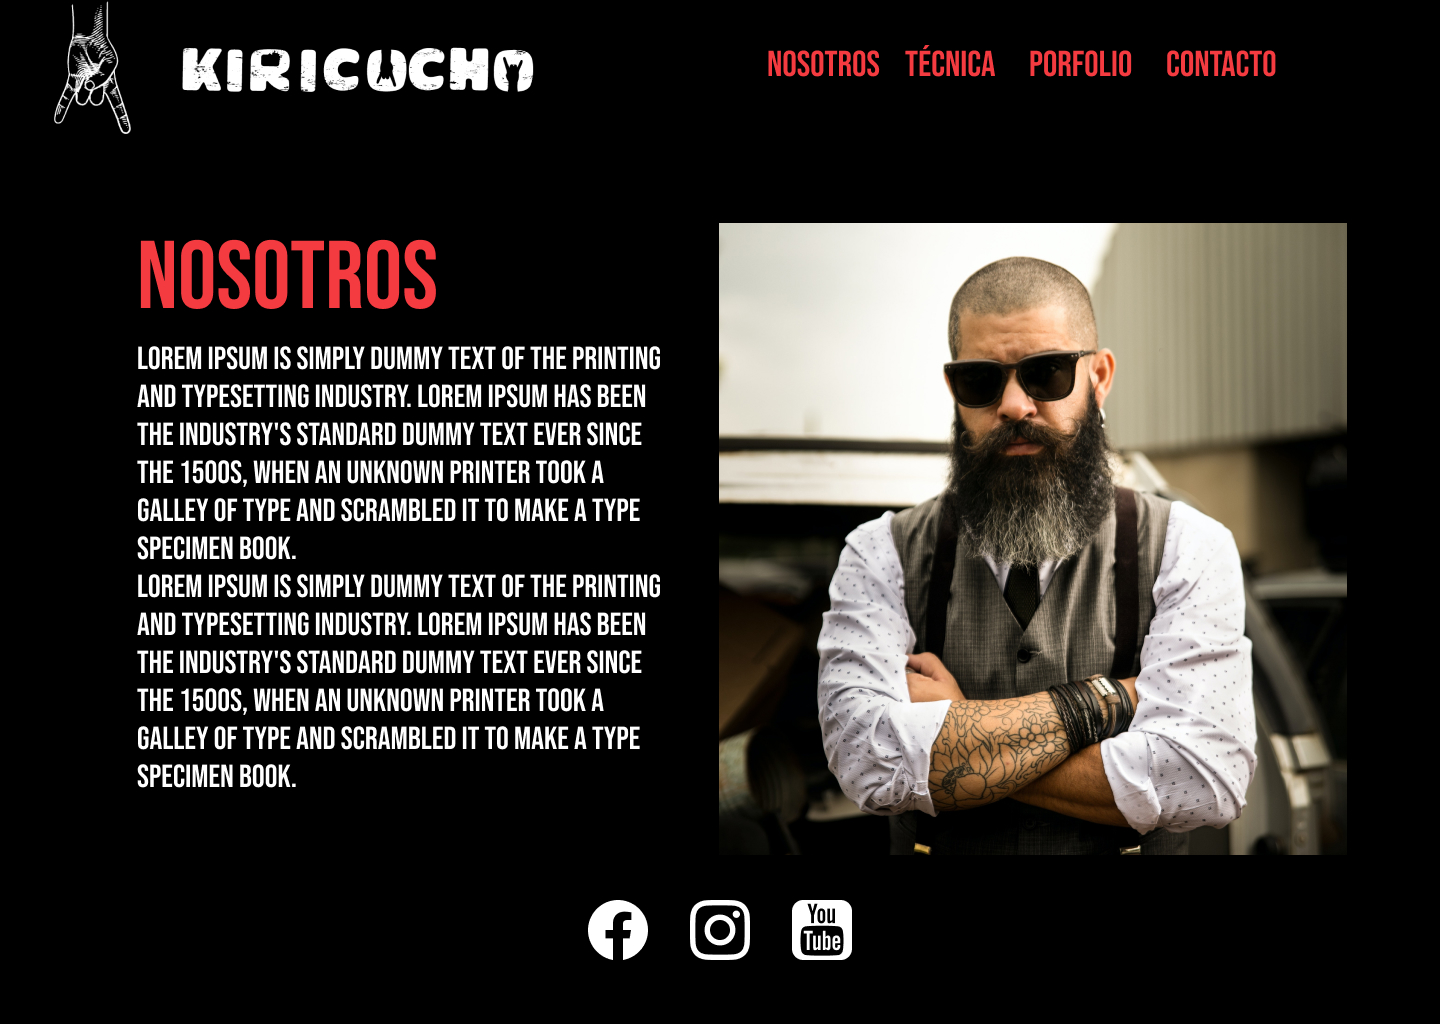 KIRICUCHO
NOSOTROS TÉCNICA PORFOLIO CONTACTO
NOSOTROS
LOREM IPSUM IS SIMPLY DUMMY TEXT OF THE PRINTING
AND TYPESETTING INDUSTRY. LOREM IPSUM HAS BEEN
THE INDUSTRY'S STANDARD DUMMY TEXT EVER SINCE
THE 1500S, WHEN AN UNKNOWN PRINTER TOOK A
GALLEY OF TYPE AND SCRAMBLED IT TO MAKE A TYPE
SPECIMEN BOOK.
LOREM IPSUM IS SIMPLY DUMMY TEXT OF THE PRINTING
AND TYPESETTING INDUSTRY. LOREM IPSUM HAS BEEN
THE INDUSTRY'S STANDARD DUMMY TEXT EVER SINCE
THE 1500S, WHEN AN UNKNOWN PRINTER TOOK A
GALLEY OF TYPE AND SCRAMBLED IT TO MAKE A TYPE
SPECIMEN BOOK.
You
Tube